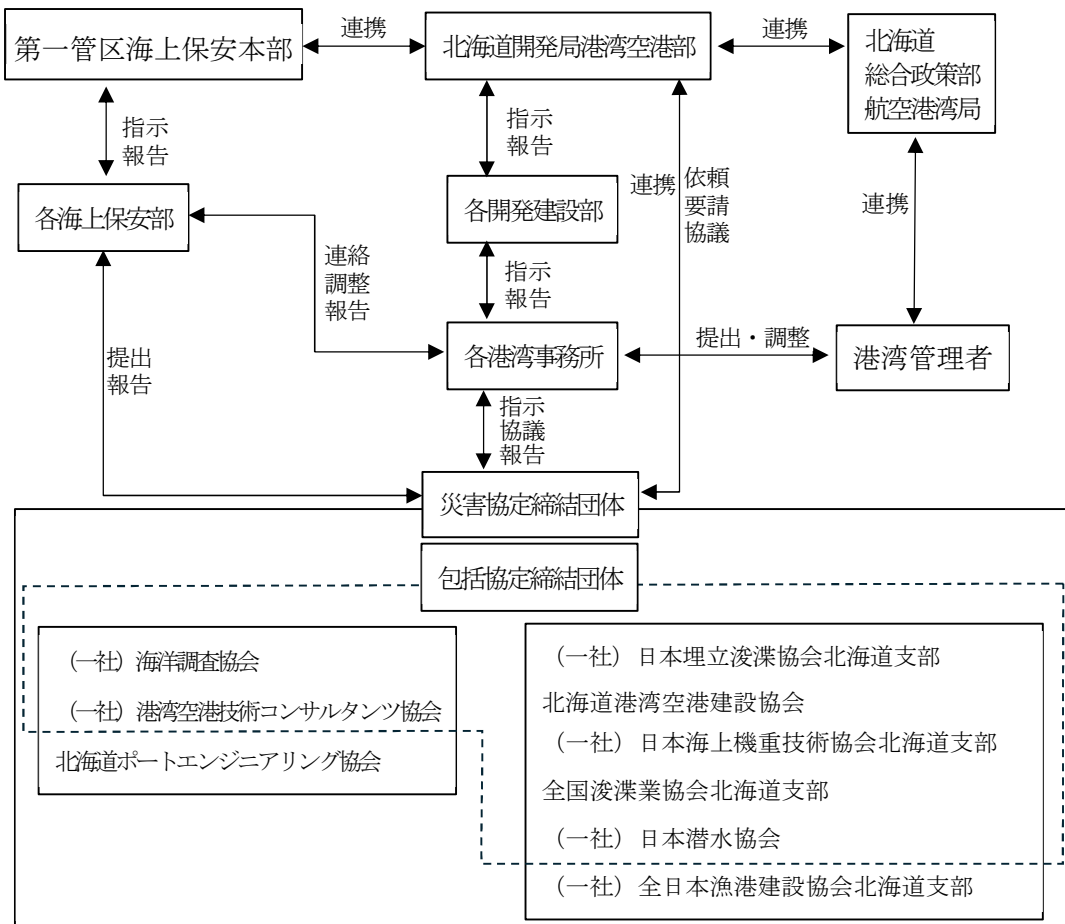 第一管区海上保安本部
連携
北海道開発局港湾空港部
連携
北海道
総合政策部
航空港湾局
指示
報告
指示
報告
連携
依頼
要請
協議
連携
各海上保安部
各開発建設部
連絡
調整
報告
指示
報告
提出
報告
各港湾事務所
提出・調整
港湾管理者
指示
協議
報告
災害協定締結団体
包括協定締結団体
（一社）海洋調査協会
（一社）港湾空港技術コンサルタンツ協会
北海道ポートエンジニアリング協会
（一社）日本埋立浚渫協会北海道支部
北海道港湾空港建設協会
（一社）日本海上機重技術協会北海道支部
全国浚渫業協会北海道支部
（一社）日本潜水協会
（一社）全日本漁港建設協会北海道支部